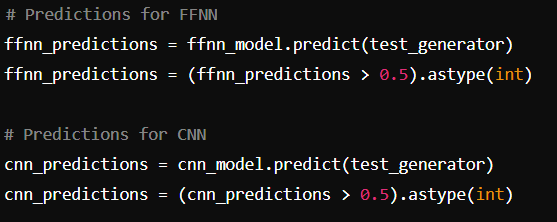 # Predictions for FFNN
ffnn_predictions = ffnn_model.predict(test_generator)
ffnn_predictions = (ffnn_predictions > 0.5).astype(int)
# Predictions for CNN
cnn_predictions = cnn_model.predict(test_generator)
cnn_predictions = (cnn_predictions > 0.5).astype(int)